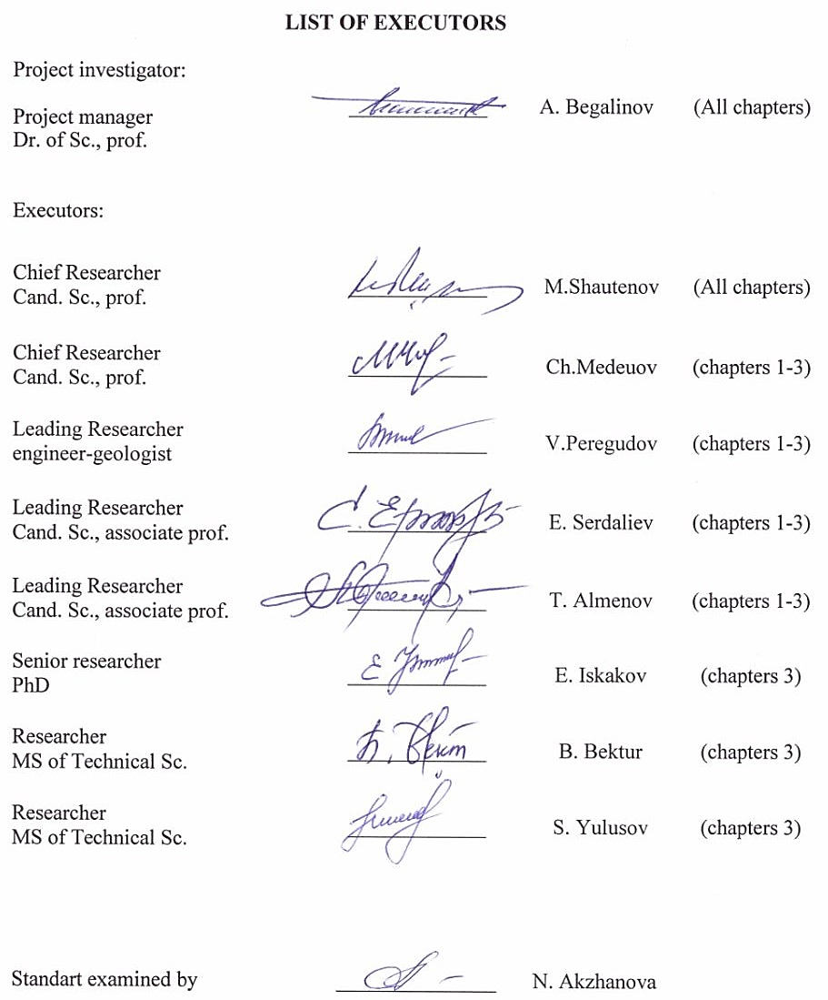 LIST OF EXECUTORS
Project investigator:
Project manager
Dr. of Sc., prof.
A. Begalinov (All chapters)
Executors:
Chief Researcher
Cand. Sc., prof.
M.Shautenov (All chapters)
Chief Researcher
Cand. Sc., prof.
Ch.Medeuov (chapters 1-3)
Leading Researcher
engineer-geologist
V.Peregudov (chapters 1-3)
Leading Researcher
Cand. Sc., associate prof.
E. Serdaliev (chapters 1-3)
Leading Researcher
Cand. Sc., associate prof.
T. Almenov (chapters 1-3)
Senior researcher
PhD
E. Iskakov (chapters 3)
Researcher
MS of Technical Sc.
B. Bektur (chapters 3)
Researcher
MS of Technical Sc.
S. Yulusov (chapters 3)
Standart examined by N. Akzhanova